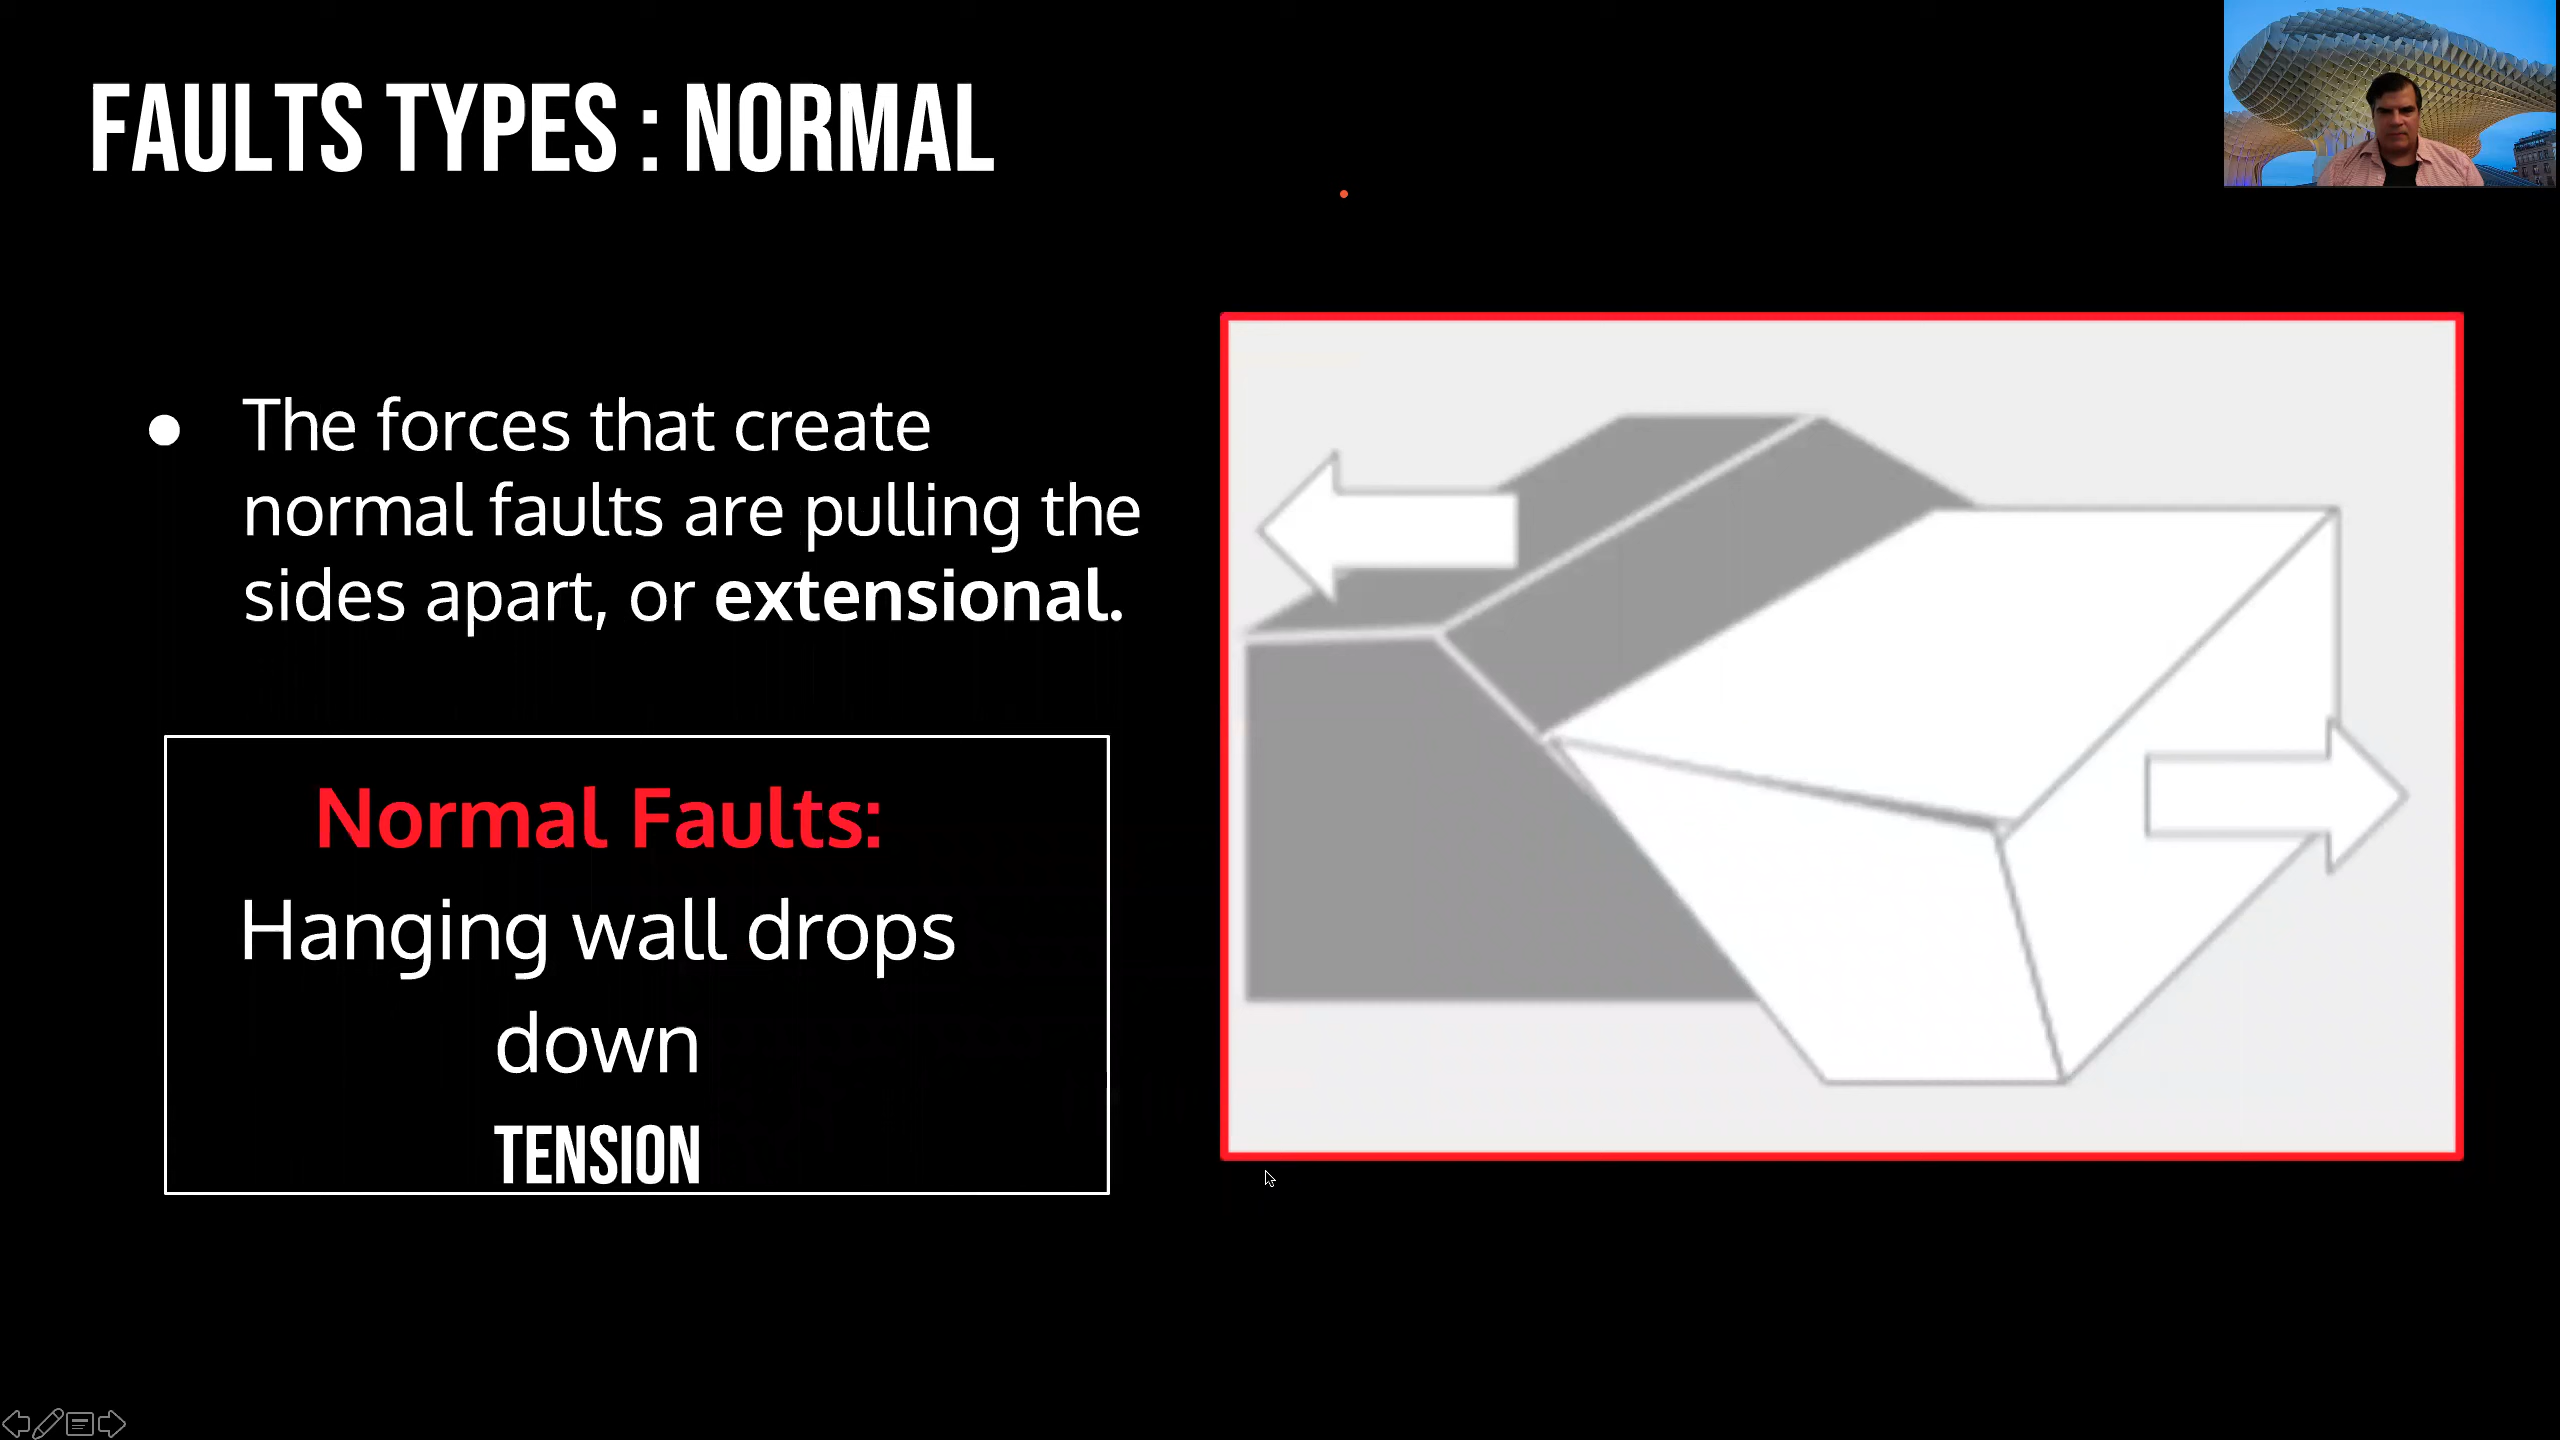 FAULTS TYPES : NORMAL
● The forces that create
normal faults are pulling the
sides apart, or extensional.
Normal Faults:
Hanging wall drops
down
TENSION